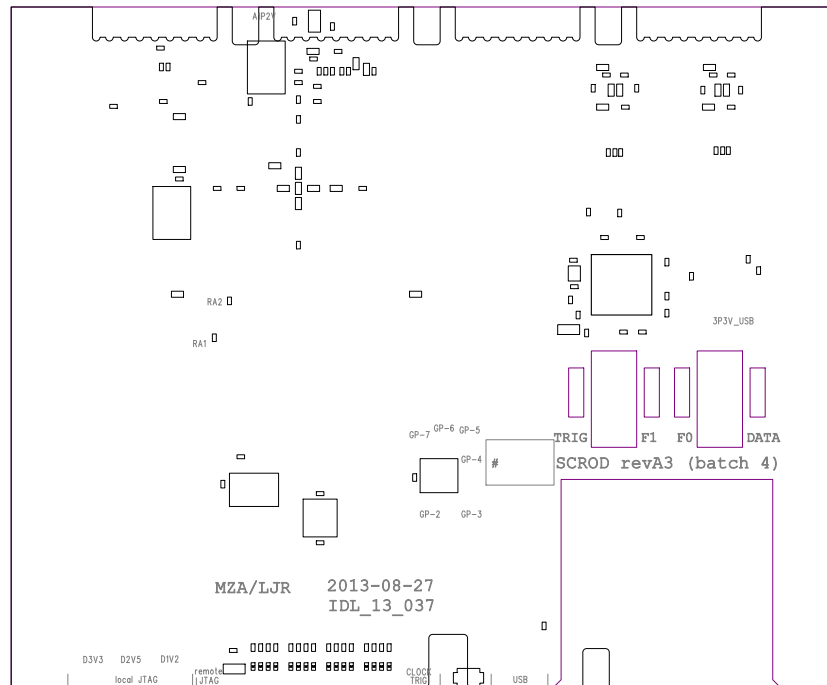 A/P2V
RA2
RA1
3P3V_USB
TRIG F1 F0 DATA
GP-7 GP-6 GP-5
GP-4
#
SCROD revA3 (batch 4)
GP-2 GP-3
MZA/LJR 2013-08-27
IDL_13_037
D3V3 D2V5 D1V2
local JTAG
remote
JTAG
CLOCK
TRIG
USB